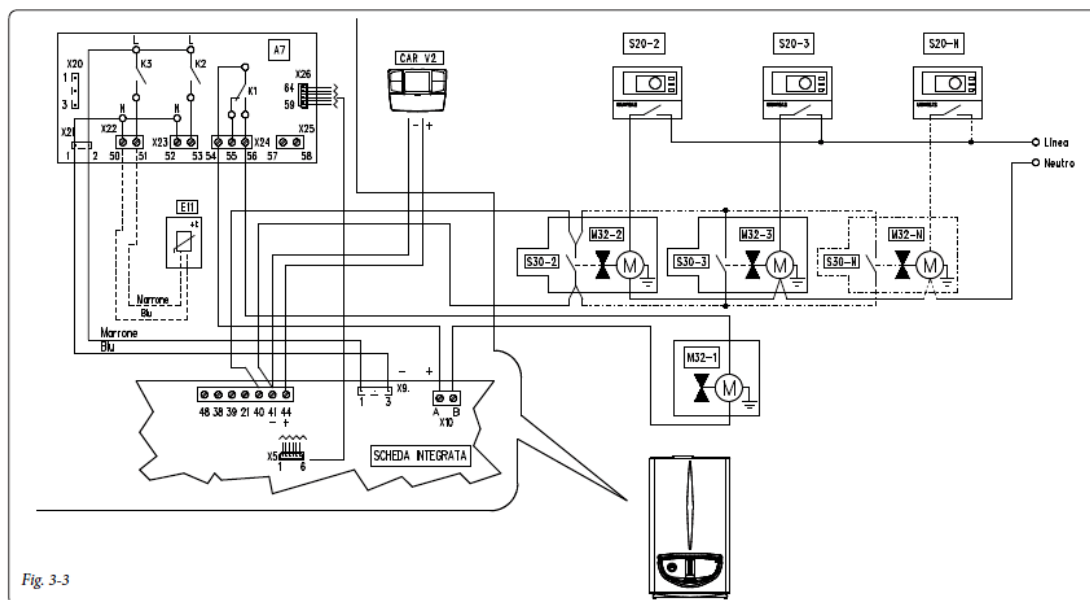 S20-2 S20-3 S20-N
L L A7
X20 K3 K2 CAR V2
1 X26
64
3 K1 59
N N - +
X21 X22 X23 X24 X25
1 2 50 51 52 53 54 55 56 57 58
Linea
Neutro
E11
+t
M32-2 M32-3 M32-N
M M M
S30-2 S30-3 S30-N
Marrone
Blu
Marrone
Blu
- + M32-1
M
X9.
48 38 39 21 40 41 44 1 3 A B
- + X10
X5
1 6
SCHEDA INTEGRATA
Fig. 3-3